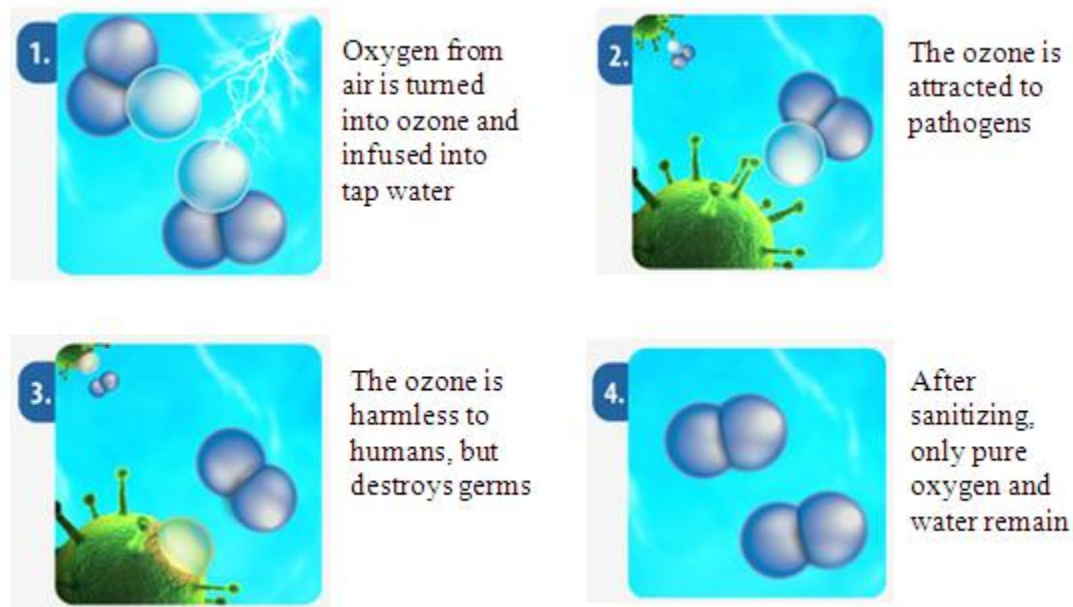 1.
Oxygen from
air is turned
into ozone and
infused into
tap water
2.
The ozone is
attracted to
pathogens
3.
The ozone is
harmless to
humans, but
destroys germs
4.
After
sanitizing,
only pure
oxygen and
water remain